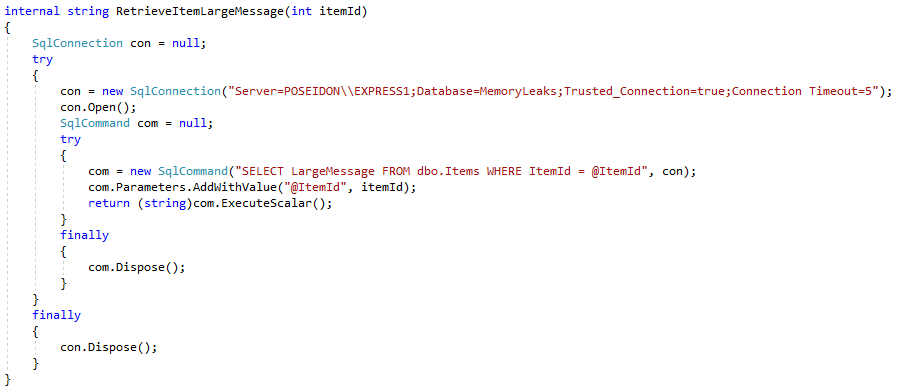 internal string RetrieveItemLargeMessage(int itemId)
{
    SqlConnection con = null;
    try
    {
        con = new SqlConnection("Server=POSEIDON\\EXPRESS1;Database=MemoryLeaks;Trusted_Connection=true;Connection Timeout=5");
        con.Open();
        SqlCommand com = null;
        try
        {
            com = new SqlCommand("SELECT LargeMessage FROM dbo.Items WHERE ItemId = @ItemId", con);
            com.Parameters.AddWithValue("@ItemId", itemId);
            return (string)com.ExecuteScalar();
        }
        finally
        {
            com.Dispose();
        }
    }
    finally
    {
        con.Dispose();
    }
}